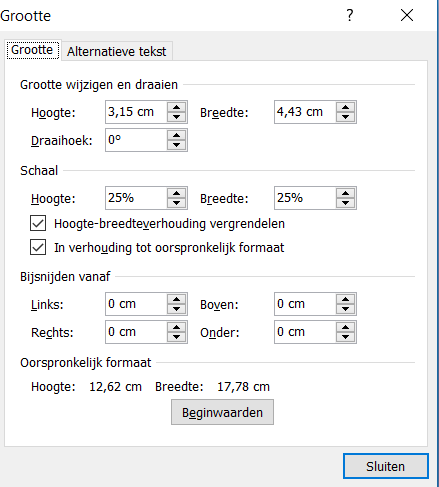 Grootte ?
Grootte Alternatieve tekst
Grootte wijzigen en draaien
Hoogte: 3,15 cm Breedte: 4,43 cm
Draaihoek: 0°
Schaal
Hoogte: 25% Breedte: 25%
Hoogte-breedteverhouding vergrendelen
In verhouding tot oorspronkelijk formaat
Bijsnijden vanaf
Links: 0 cm Boven: 0 cm
Rechts: 0 cm Onder: 0 cm
Oorspronkelijk formaat
Hoogte: 12,62 cm Breedte: 17,78 cm
Beginwaarden
Sluiten